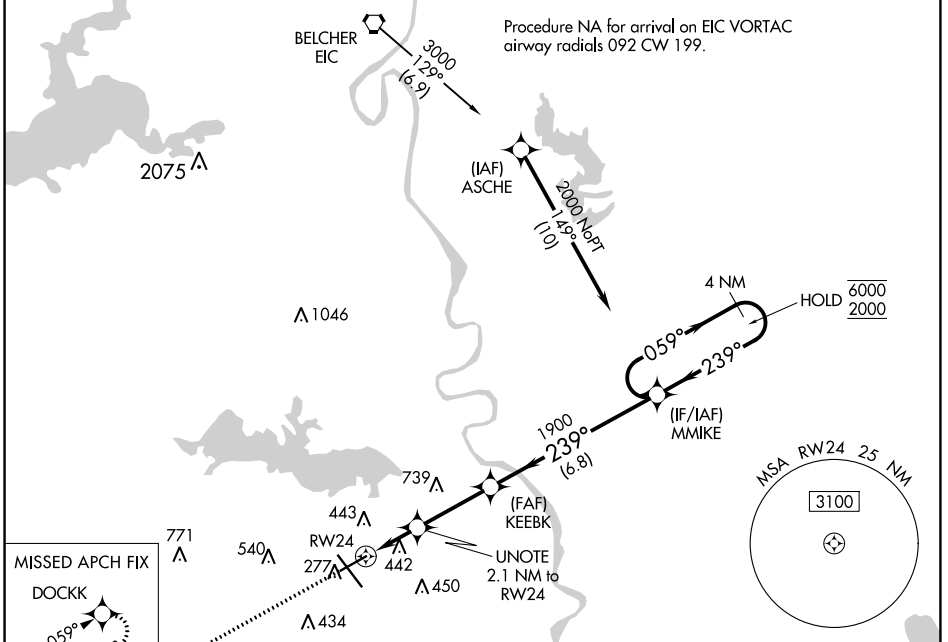 Procedure NA for arrival on EIC VORTAC
airway radials 092 CW 199.
BELCHER
EIC
3000
129°
(6.9)
2075
(IAF)
ASCHE
2000 NoPT
149°
(10)
1046
4 NM
HOLD
6000
2000
059°
239°
(IF/IAF)
MMIKE
1900
239°
(6.8)
(FAF)
KEEBK
739
443
RW24
277
442
UNOTE
2.1 NM to
RW24
450
771
540
434
MSA RW24 25 NM
3100
MISSED APCH FIX
DOCKK
059°